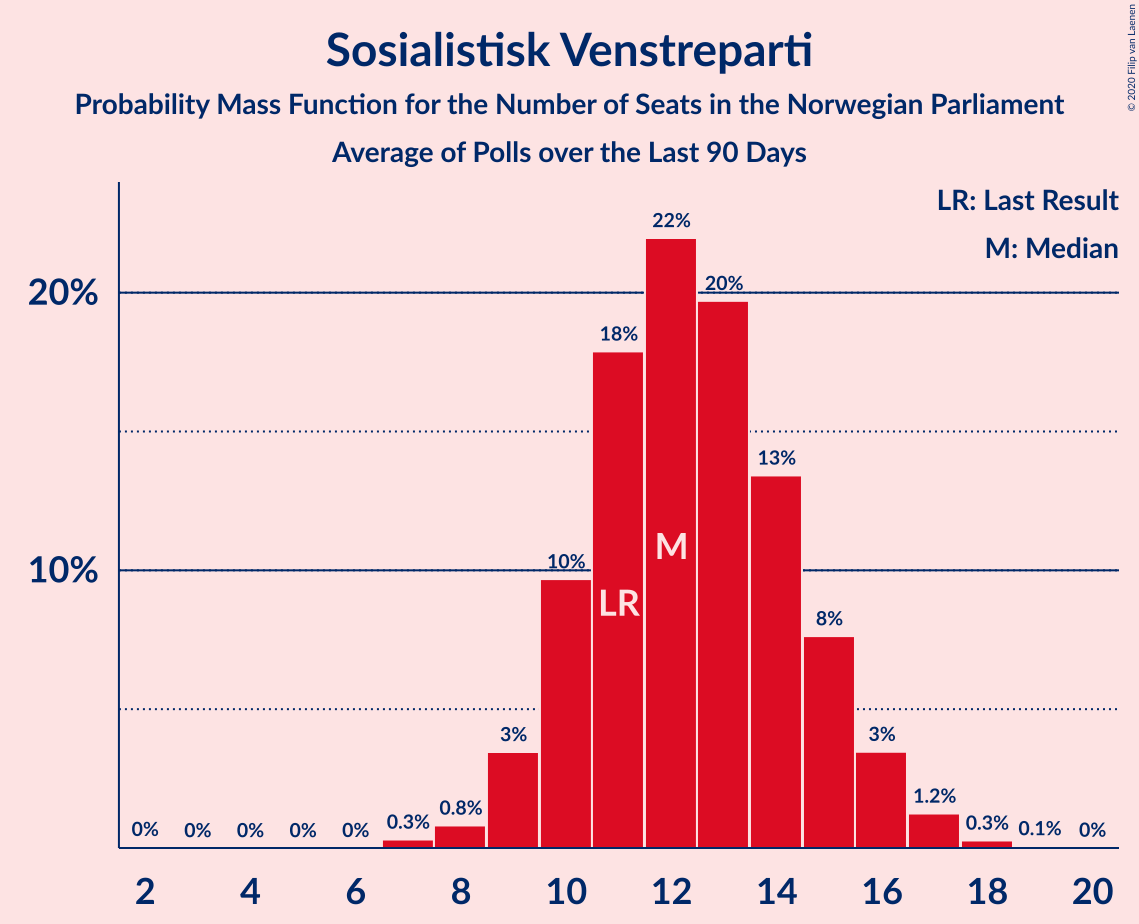 © 2020 Filip van Laenen
Sosialistisk Venstreparti
Probability Mass Function for the Number of Seats in the Norwegian Parliament
Average of Polls over the Last 90 Days
LR: Last Result
M: Median
22%
20%
20%
18%
13%
M
10%
10%
LR
8%
3%
3%
0%
0%
0%
0%
0%
0.3%
0.8%
1.2%
0.3%
0.1%
0%
2 4 6 8 10 12 14 16 18 20